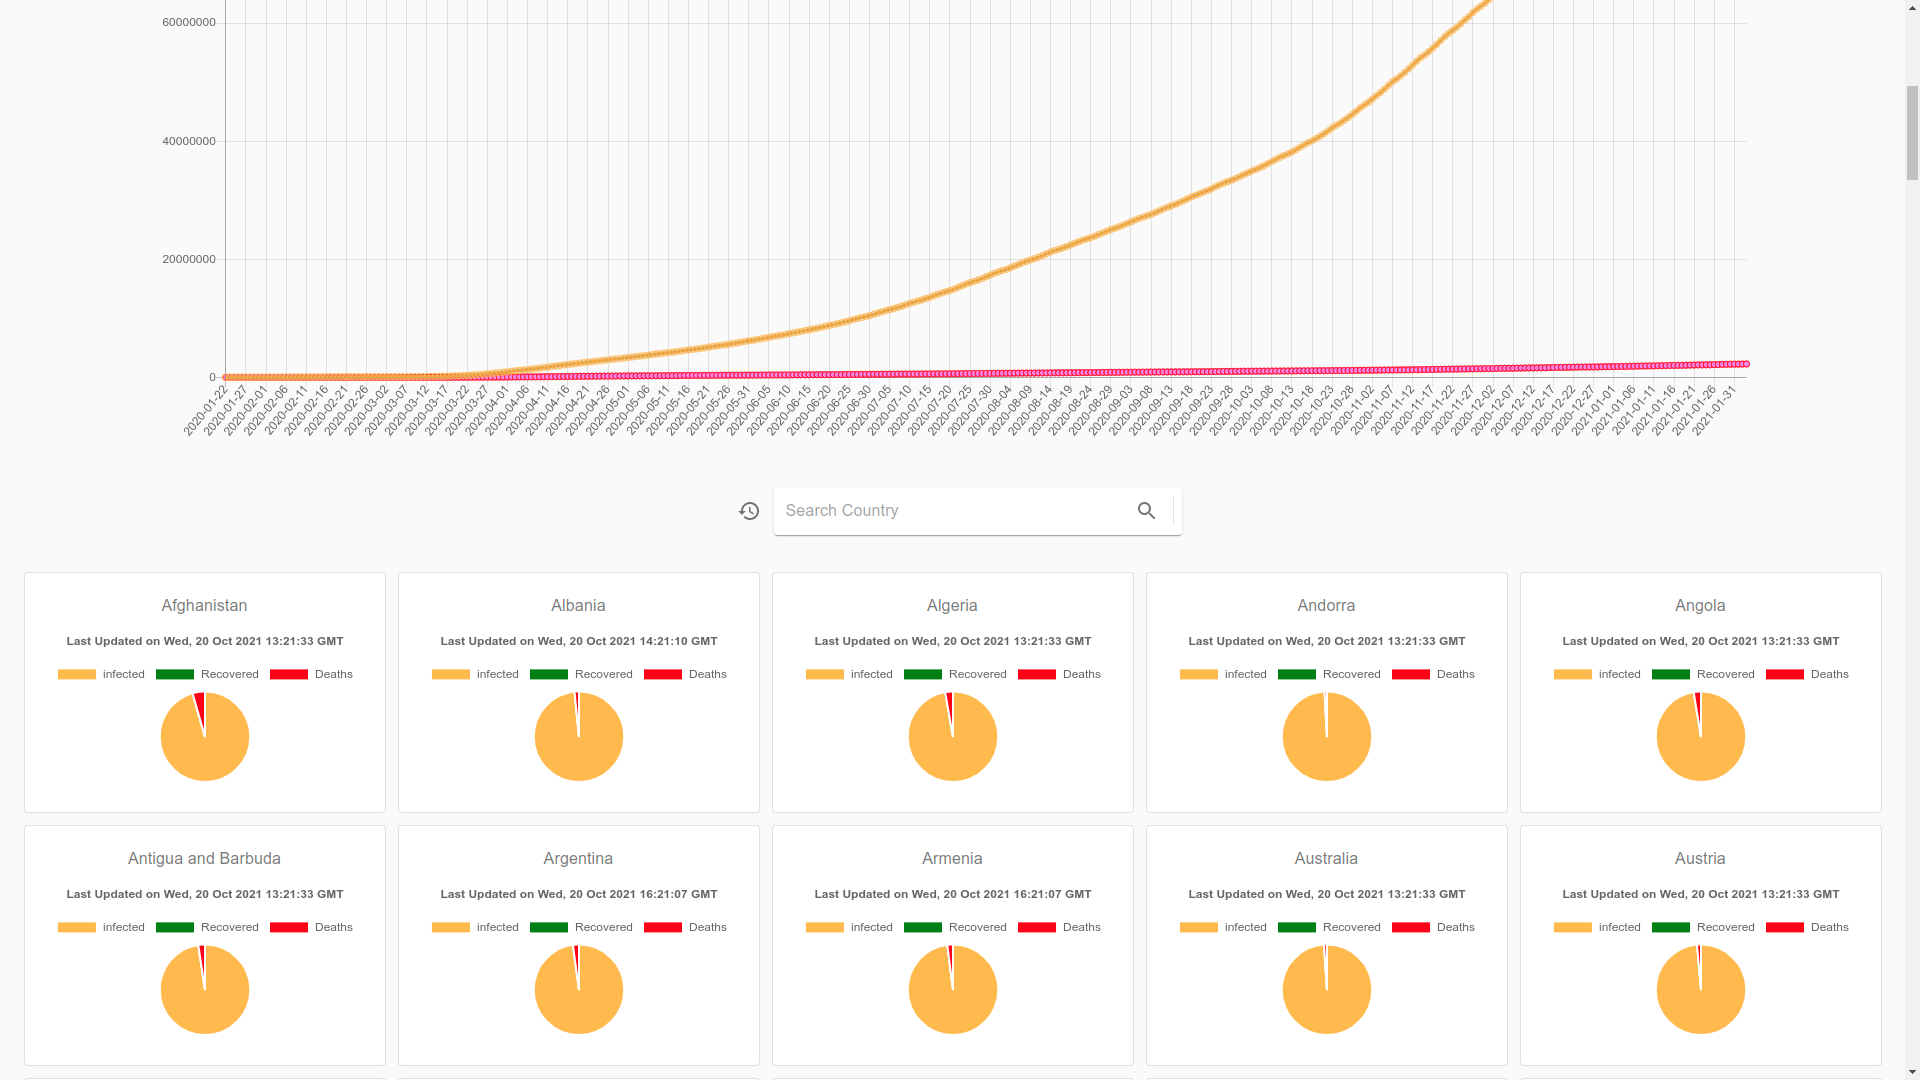 60000000
40000000
20000000
0
2020-01-22 2020-01-27 2020-02-01 2020-02-06 2020-02-11 2020-02-16 2020-02-21 2020-02-26 2020-03-02 2020-03-07 2020-03-12 2020-03-17 2020-03-22 2020-03-27 2020-04-01 2020-04-06 2020-04-11 2020-04-16 2020-04-21 2020-04-26 2020-05-01 2020-05-06 2020-05-11 2020-05-16 2020-05-21 2020-05-26 2020-05-31 2020-06-05 2020-06-10 2020-06-15 2020-06-20 2020-06-25 2020-06-30 2020-07-05 2020-07-10 2020-07-15 2020-07-20 2020-07-25 2020-07-30 2020-08-04 2020-08-09 2020-08-14 2020-08-19 2020-08-24 2020-08-29 2020-09-03 2020-09-08 2020-09-13 2020-09-18 2020-09-23 2020-09-28 2020-10-03 2020-10-08 2020-10-13 2020-10-18 2020-10-23 2020-10-28 2020-11-02 2020-11-07 2020-11-12 2020-11-17 2020-11-22 2020-11-27 2020-12-02 2020-12-07 2020-12-12 2020-12-17 2020-12-22 2020-12-27 2021-01-01 2021-01-06 2021-01-11 2021-01-16 2021-01-21 2021-01-26 2021-01-31
Search Country
Afghanistan
Last Updated on Wed, 20 Oct 2021 13:21:33 GMT
infected Recovered Deaths
Albania
Last Updated on Wed, 20 Oct 2021 14:21:10 GMT
infected Recovered Deaths
Algeria
Last Updated on Wed, 20 Oct 2021 13:21:33 GMT
infected Recovered Deaths
Andorra
Last Updated on Wed, 20 Oct 2021 13:21:33 GMT
infected Recovered Deaths
Angola
Last Updated on Wed, 20 Oct 2021 13:21:33 GMT
infected Recovered Deaths
Antigua and Barbuda
Last Updated on Wed, 20 Oct 2021 13:21:33 GMT
infected Recovered Deaths
Argentina
Last Updated on Wed, 20 Oct 2021 16:21:07 GMT
infected Recovered Deaths
Armenia
Last Updated on Wed, 20 Oct 2021 16:21:07 GMT
infected Recovered Deaths
Australia
Last Updated on Wed, 20 Oct 2021 13:21:33 GMT
infected Recovered Deaths
Austria
Last Updated on Wed, 20 Oct 2021 13:21:33 GMT
infected Recovered Deaths